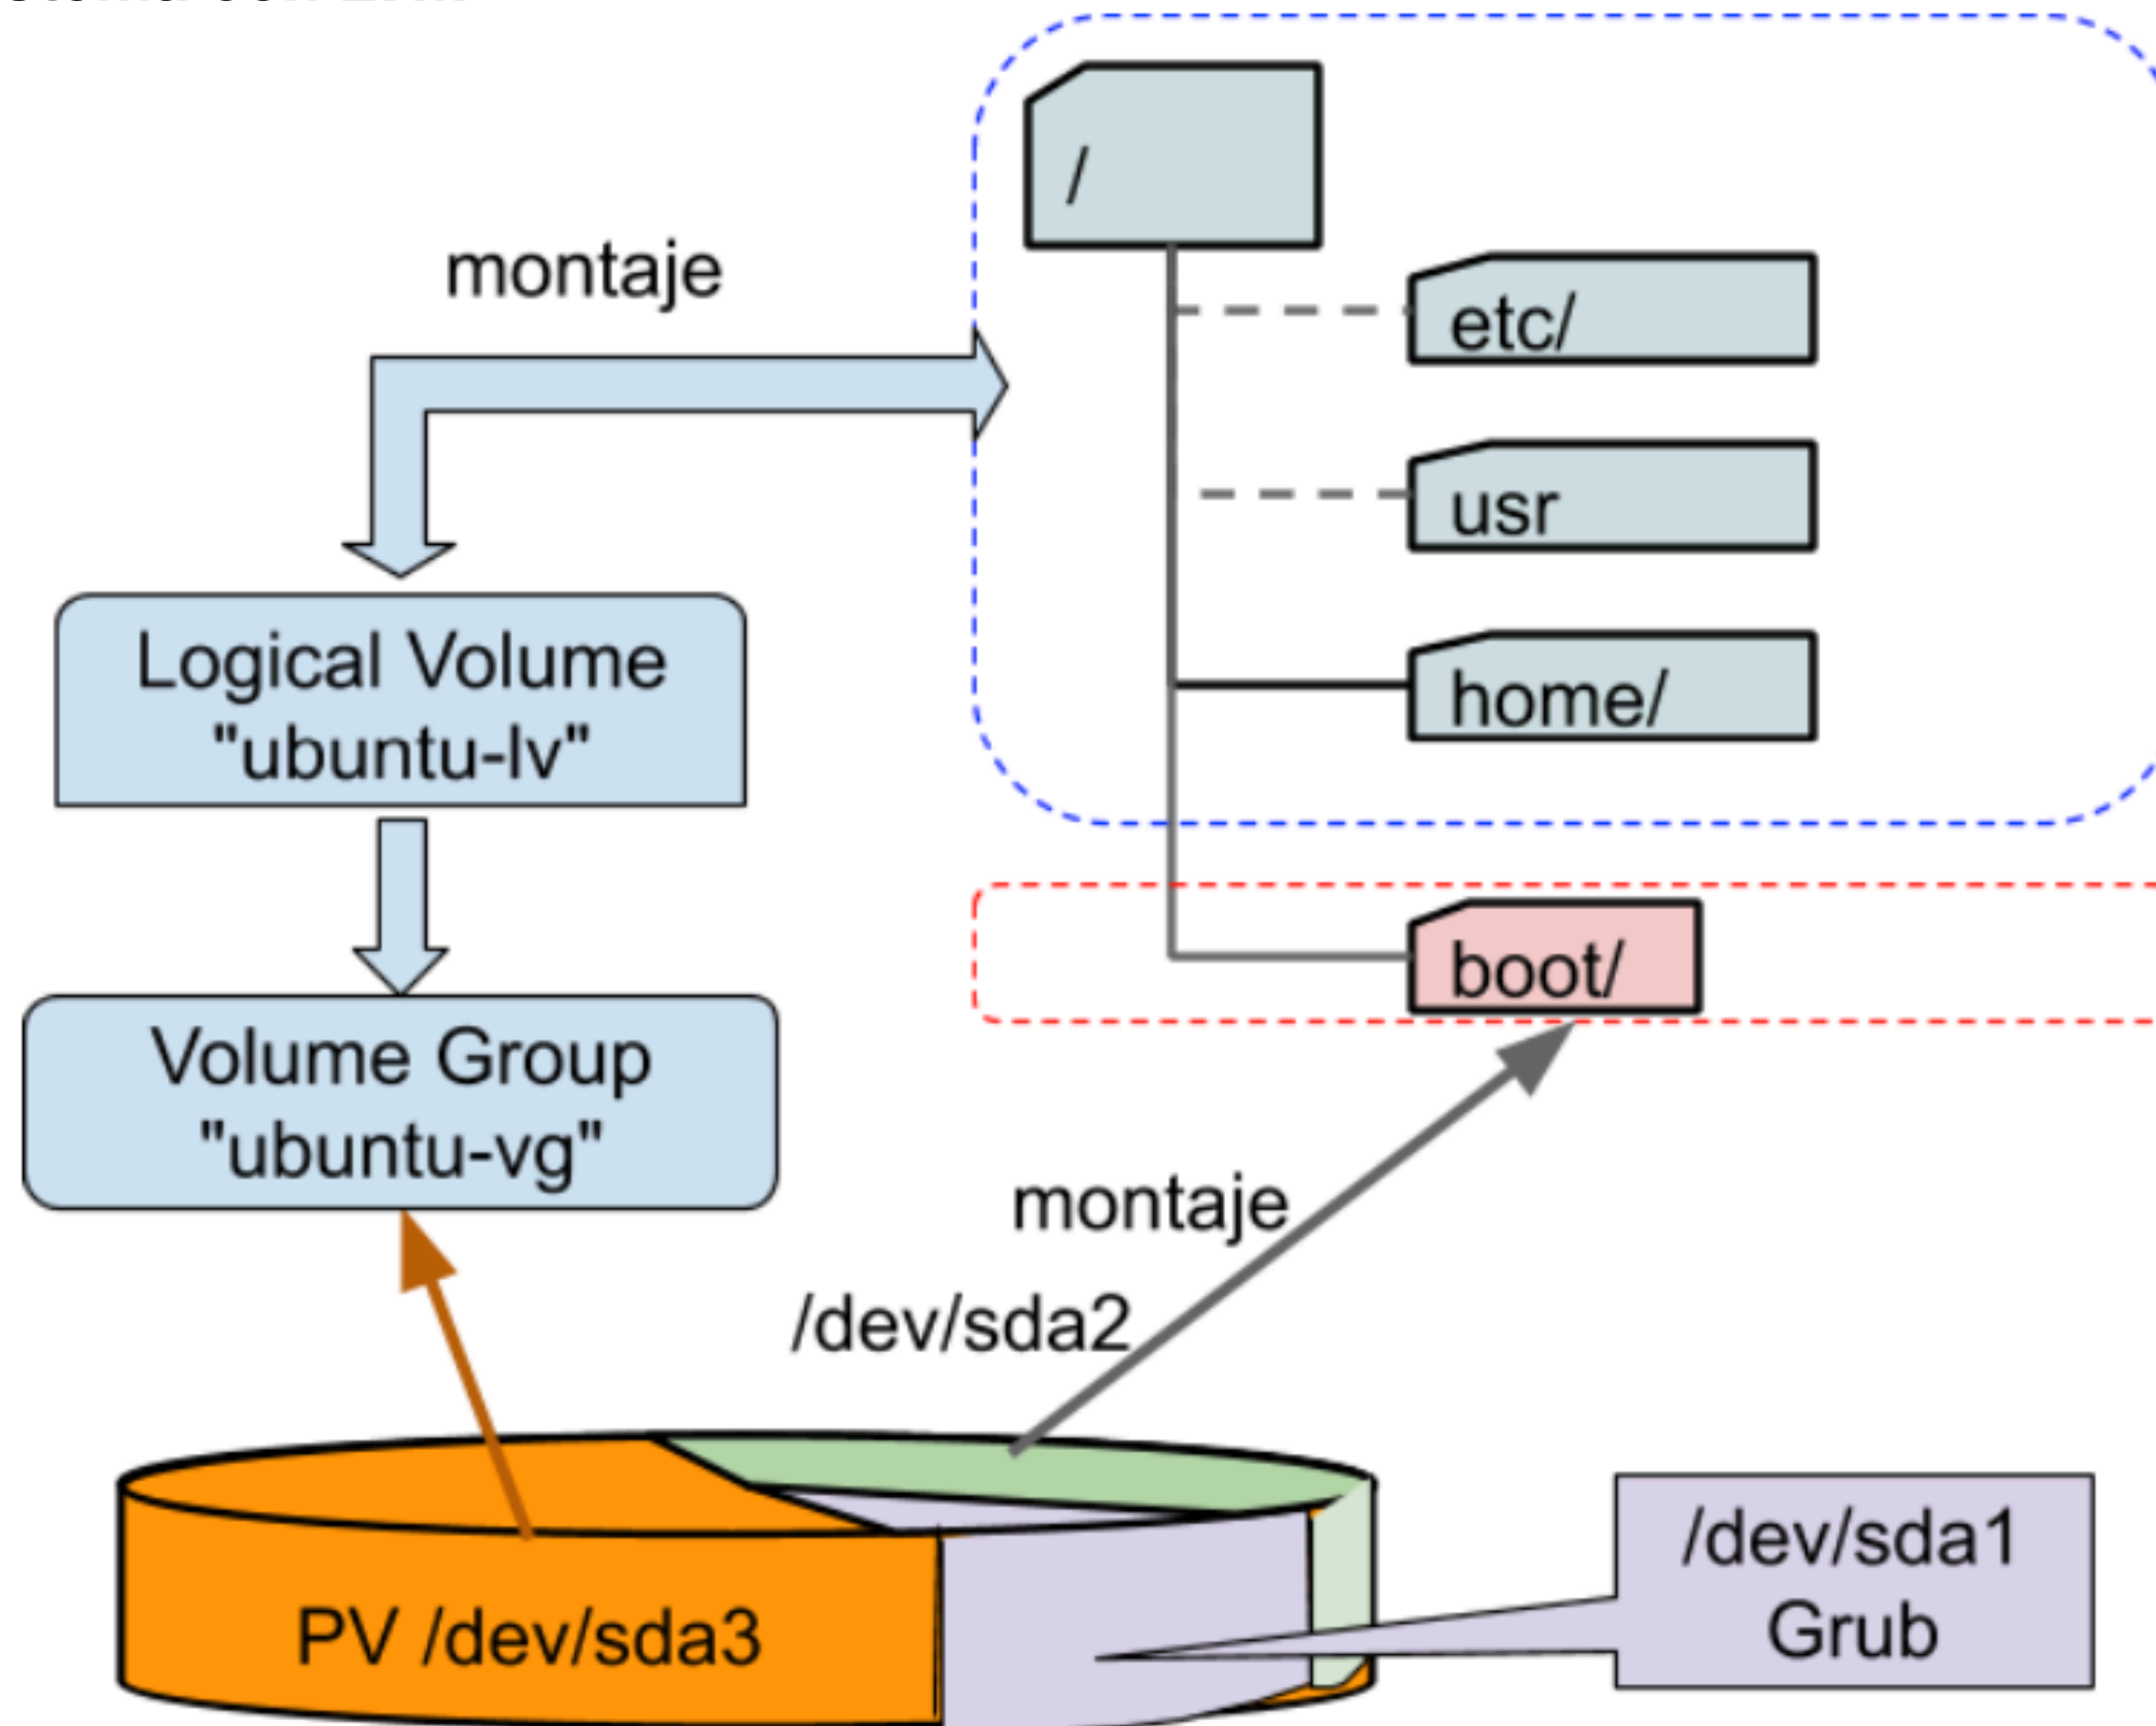 montaje
/
etc/
usr
home/
Logical Volume
"ubuntu-lv"
boot/
Volume Group
"ubuntu-vg"
montaje
/dev/sda2
/dev/sda1
Grub
PV /dev/sda3